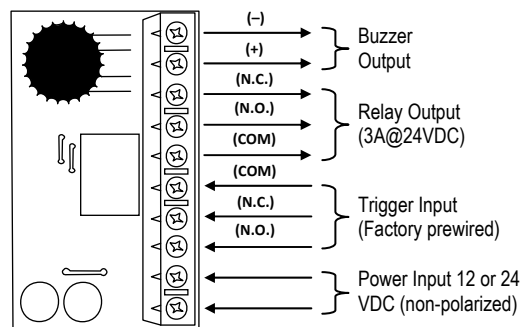 (–)
(+)
Buzzer
Output
(N.C.)
(N.O.)
(COM)
Relay Output
(3A@24VDC)
(COM)
(N.C.)
(N.O.)
Trigger Input
(Factory prewired)
Power Input 12 or 24
VDC (non-polarized)